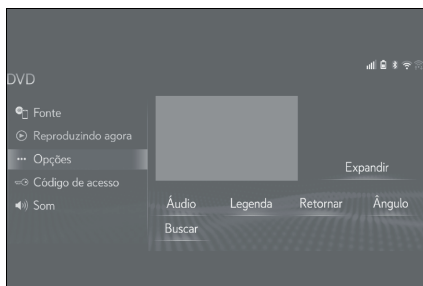 DVD
Fonte
Reproduzindo agora
Opções
Código de acesso
Som
Expandir
Áudio Legenda Retornar Ângulo
Buscar